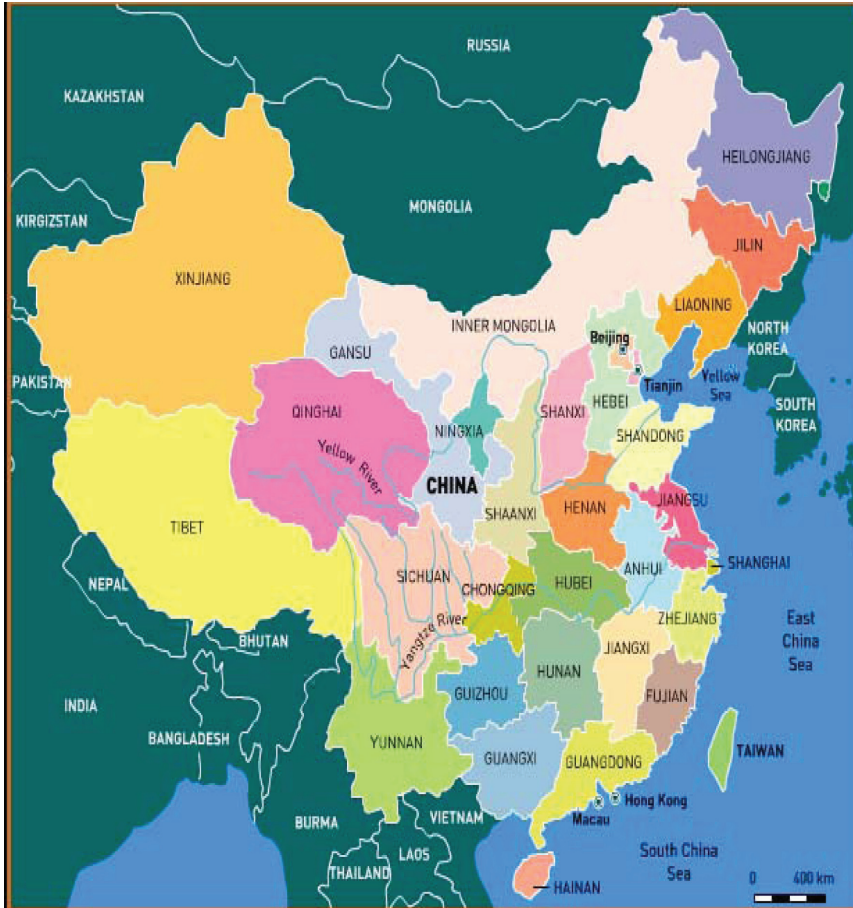 RUSSIA
KAZAKHSTAN
HEILONGJIANG
MONGOLIA
KIRGIZSTAN
JILIN
XINJIANG
LIAONING
INNER MONGOLIA
Beijing
NORTH
KOREA
GANSU
PAKISTAN
Tianjin
Yellow
Sea
QINGHAI
SHANXI
HEBEI
SOUTH
KOREA
NINGXIA
SHANDONG
Yellow River
CHINA
JIANGSU
HENAN
SHAANXI
TIBET
SHANGHAI
ANHUI
SICHUAN
CHONGQING
HUBEI
NEPAL
ZHEJIANG
East
China
Sea
BHUTAN
Yangtze River
JIANGXI
HUNAN
GUIZHOU
FUJIAN
INDIA
BANGLADESH
YUNNAN
TAIWAN
GUANGXI
GUANGDONG
Hong Kong
Macau
BURMA
VIETNAM
LAOS
THAILAND
South China
Sea
HAINAN
0 400 km